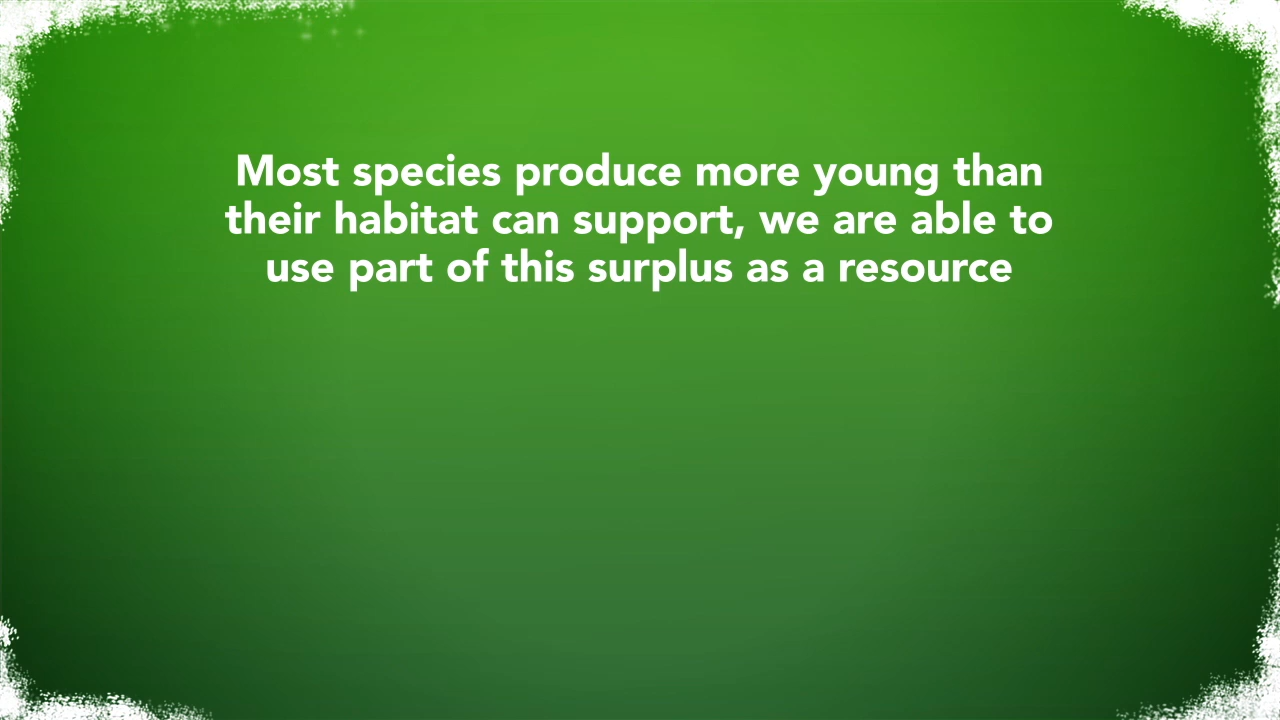 Most species produce more young than
their habitat can support, we are able to
use part of this surplus as a resource